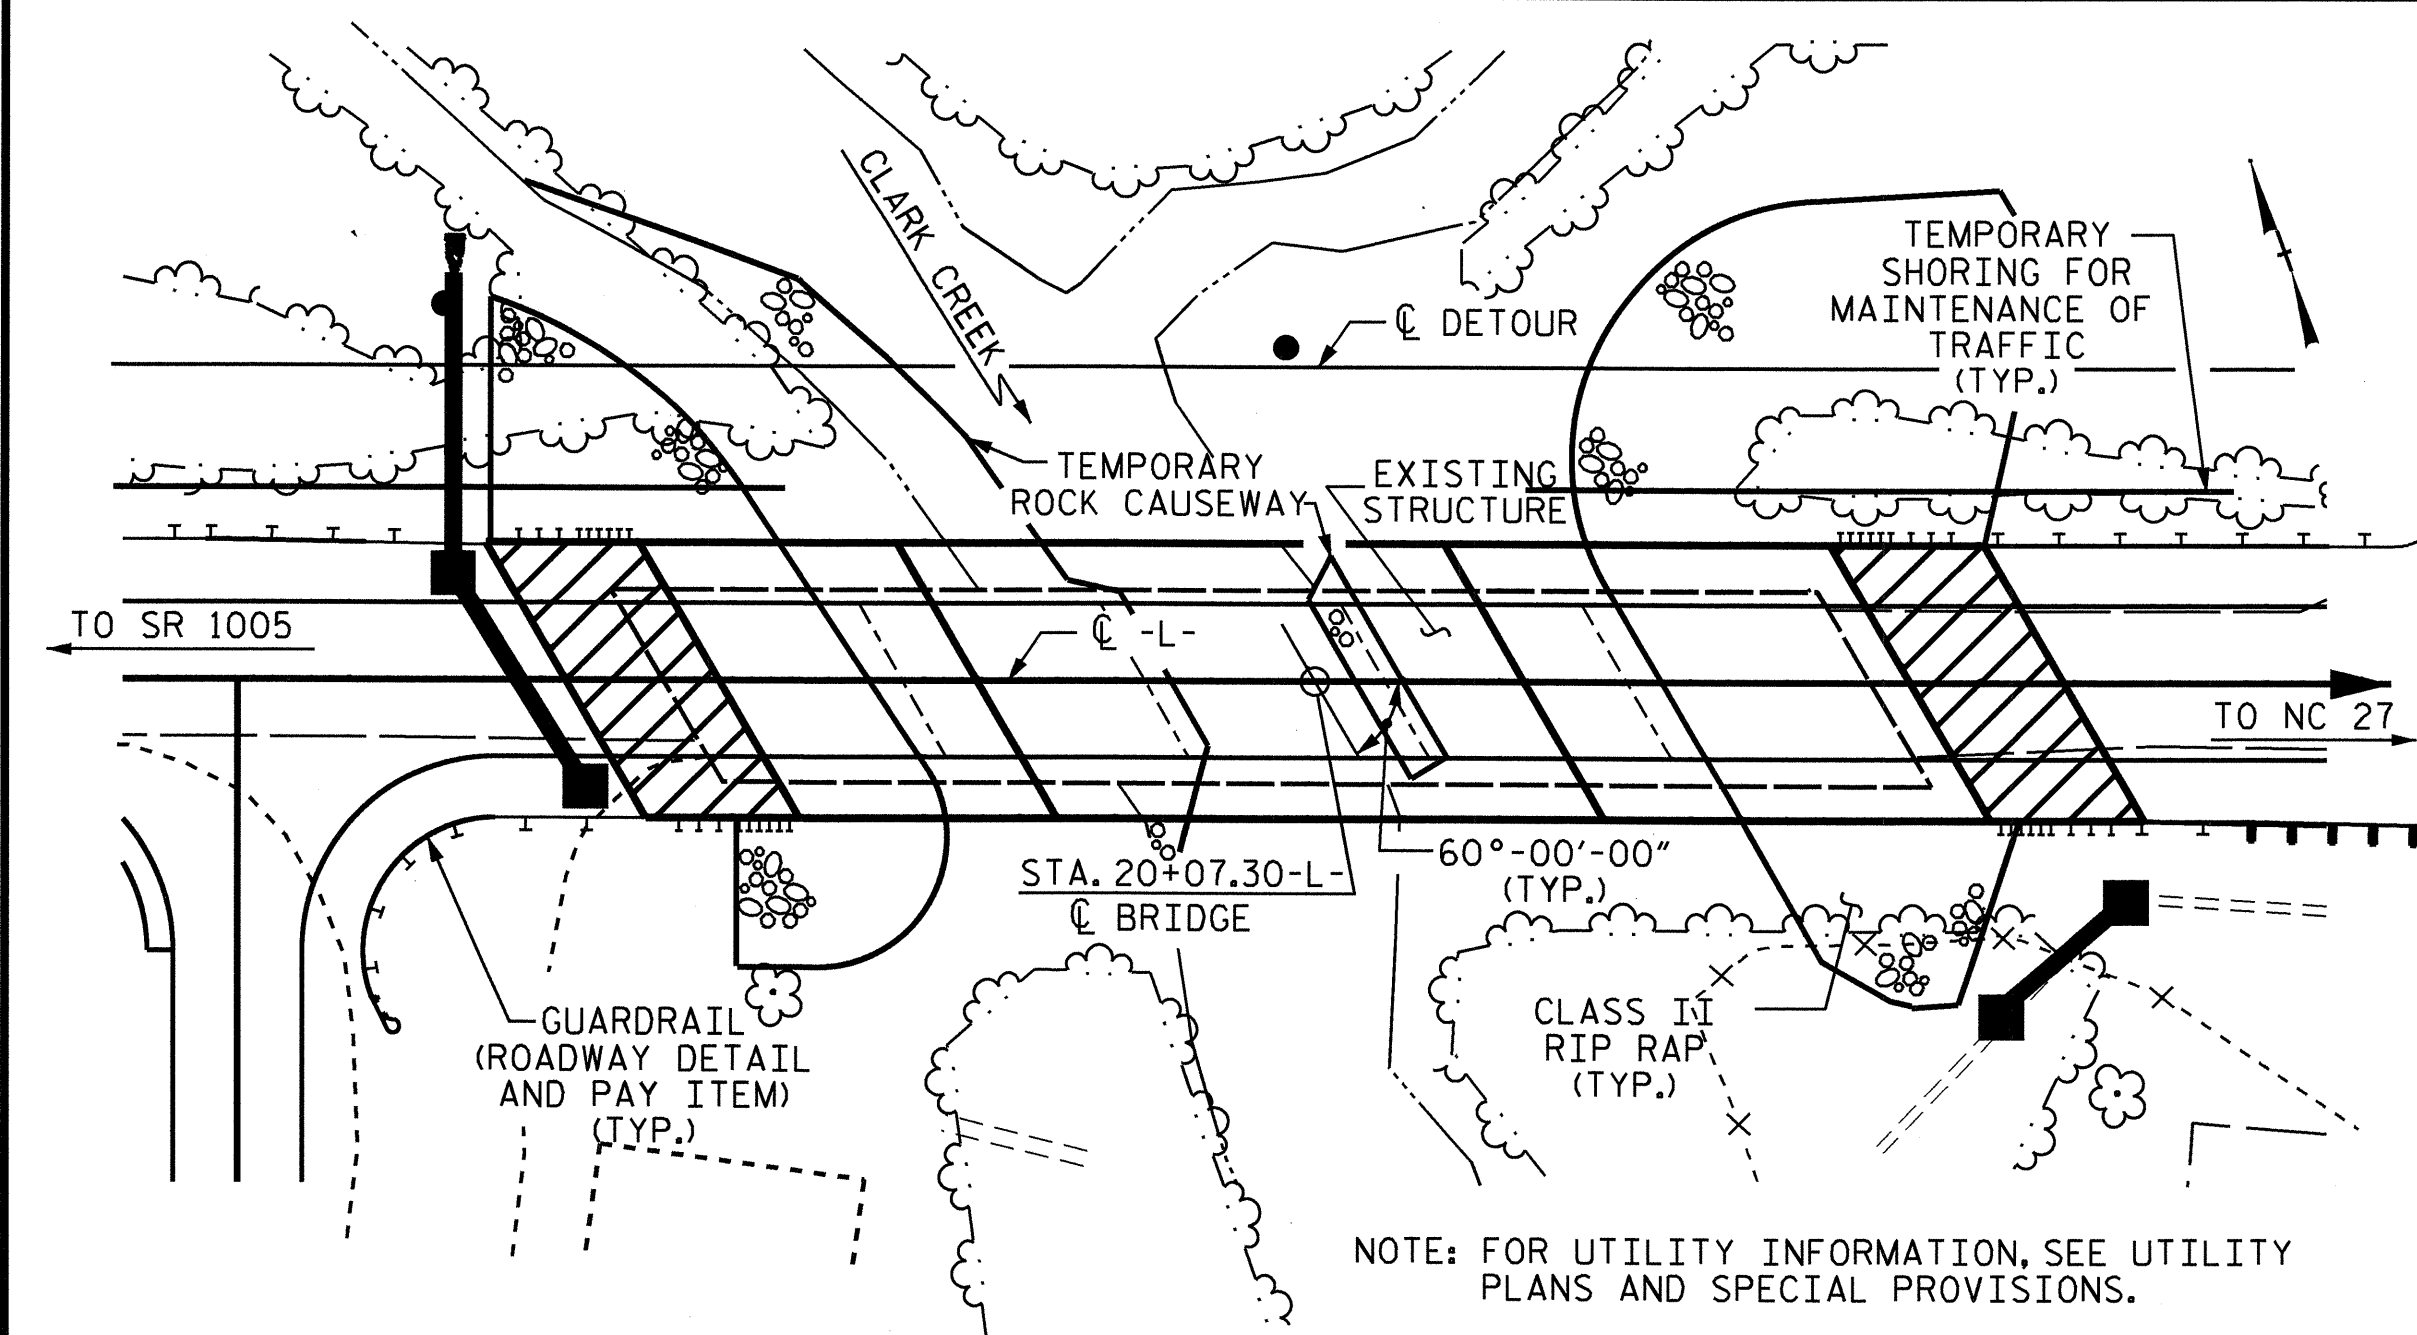 CLARK CREEK
TEMPORARY
SHORING FOR
MAINTENANCE OF
TRAFFIC
(TYP.)
℄ DETOUR
TEMPORARY
ROCK CAUSEWAY
EXISTING
STRUCTURE
TO SR 1005
℄ -L-
TO NC 27
STA. 20+07.30-L-
℄ BRIDGE
60°-00'-00"
(TYP.)
GUARDRAIL
(ROADWAY DETAIL
AND PAY ITEM)
(TYP.)
CLASS II
RIP RAP
(TYP.)
NOTE: FOR UTILITY INFORMATION, SEE UTILITY
PLANS AND SPECIAL PROVISIONS.